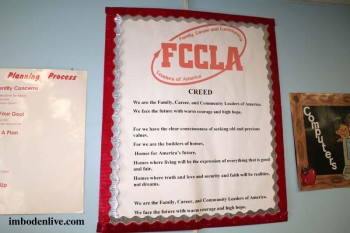 Planning Process
Identify Concerns
Your Goal
A Plan
Up
Family, Career and Community
FCCLA
Leaders of America
CREED
We are the Family, Career, and Community Leaders of America.
We face the future with warm courage and high hope.
For we have the clear consciousness of seeking old and precious
values.
For we are the builders of homes.
Homes for America's future.
Homes where living will be the expression of everything that is good
and fair.
Homes where truth and love and security and faith will be realities,
not dreams.
We are the Family, Career, and Community Leaders of America.
We face the future with warm courage and high hope.
Computers
imbodenlive.com